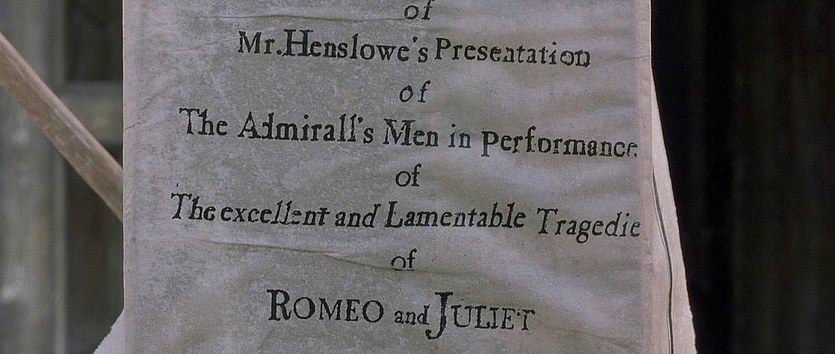 of
Mr. Henslowe's Presentation
of
The Admirall's Men in Performance
of
The excellent and Lamentable Tragedie
of
ROMEO and JULIET